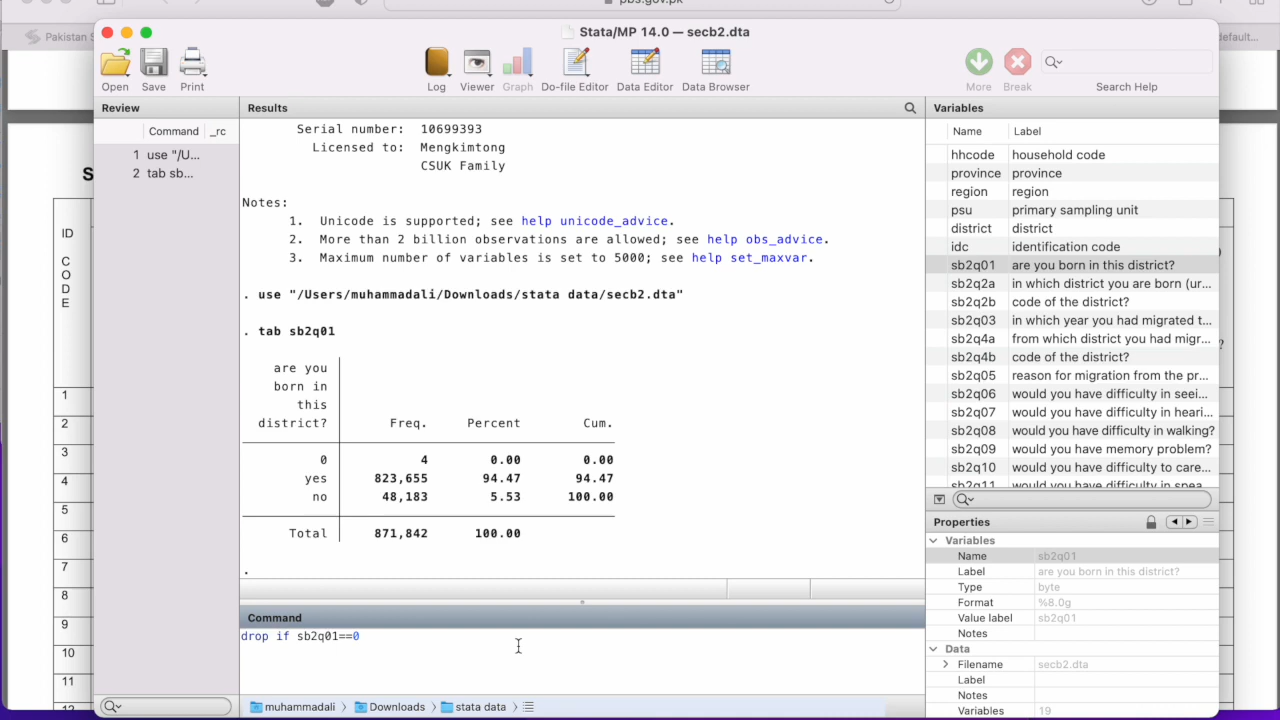 pbs.gov.pk
Pakistan S
default...
Stata/MP 14.0 — secb2.dta
Open Save Print Log Viewer Graph Do-file Editor Data Editor Data Browser More Break Search Help
Review
Command _rc
1 use "/U...
2 tab sb...
Results
Serial number: 10699393
Licensed to: Mengkimtong
CSUK Family
Notes:
1. Unicode is supported; see help unicode_advice.
2. More than 2 billion observations are allowed; see help obs_advice.
3. Maximum number of variables is set to 5000; see help set_maxvar.
. use "/Users/muhammadali/Downloads/stata data/secb2.dta"
. tab sb2q01
are you
born in
this
district? Freq. Percent Cum.
0 4 0.00 0.00
yes 823,655 94.47 94.47
no 48,183 5.53 100.00
Total 871,842 100.00
.
Command
drop if sb2q01==0
muhammadali Downloads stata data
Variables
Name Label
hhcode household code
province province
region region
psu primary sampling unit
district district
idc identification code
sb2q01 are you born in this district?
sb2q2a in which district you are born (ur...
sb2q2b code of the district?
sb2q03 in which year you had migrated t...
sb2q4a from which district you had migr...
sb2q4b code of the district?
sb2q05 reason for migration from the pr...
sb2q06 would you have difficulty in seei...
sb2q07 would you have difficulty in heari...
sb2q08 would you have difficulty in walking?
sb2q09 would you have memory problem?
sb2q10 would you have difficulty to care...
sb2q11 would you have difficulty in spea...
Properties
Variables
Name sb2q01
Label are you born in this district?
Type byte
Format %8.0g
Value label sb2q01
Notes
Data
Filename secb2.dta
Label
Notes
Variables 19
S
ID
C
O
D
E
1
2
3
4
5
6
7
8
9
10
11
12
?